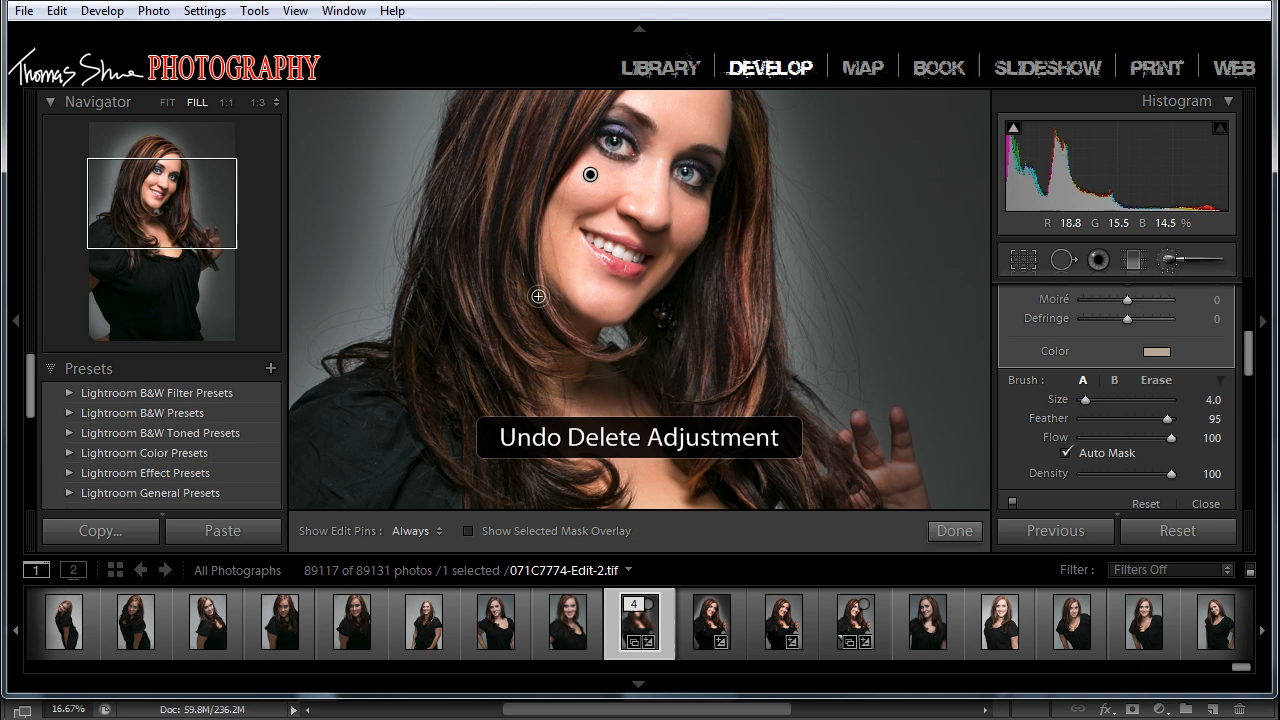 File Edit Develop Photo Settings Tools View Window Help
Thomas Shue PHOTOGRAPHY
LIBRARY DEVELOP MAP BOOK SLIDESHOW PRINT WEB
Navigator FIT FILL 1:1 1:3
Histogram
R 18.8 G 15.5 B 14.5 %
Moiré 0
Defringe 0
Color
Presets +
Brush : A B Erase
Lightroom B&W Filter Presets
Lightroom B&W Presets
Lightroom B&W Toned Presets
Lightroom Color Presets
Lightroom Effect Presets
Lightroom General Presets
Size 4.0
Feather 95
Flow 100
Auto Mask
Density 100
Undo Delete Adjustment
Reset Close
Copy... Paste
Show Edit Pins : Always Show Selected Mask Overlay Done
Previous Reset
1 2 All Photographs 89117 of 89131 photos /1 selected /071C7774-Edit-2.tif
Filter : Filters Off
4
16.67% Doc: 59.8M/236.2M
fx